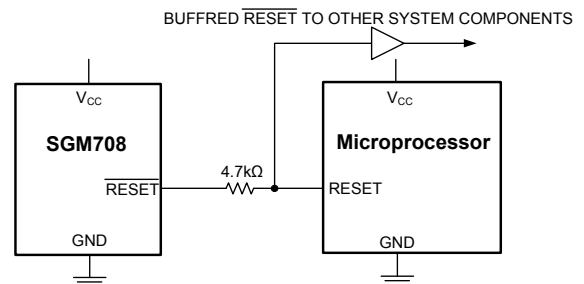 BUFFRED RESET TO OTHER SYSTEM COMPONENTS
VCC
VCC
SGM708
Microprocessor
4.7kΩ
RESET
RESET
GND
GND